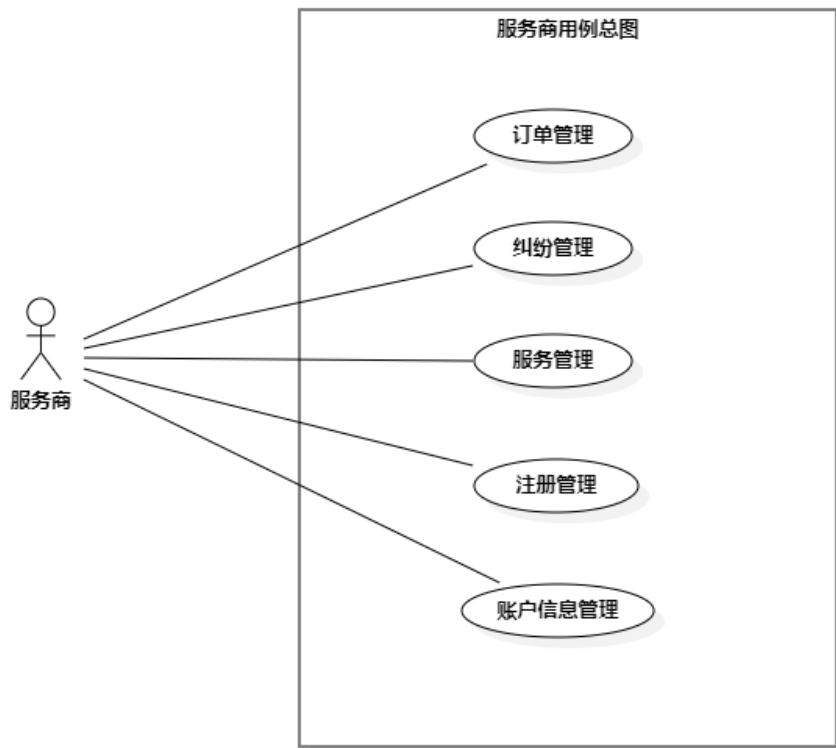 服务商用例总图
订单管理
纠纷管理
服务管理
服务商
注册管理
账户信息管理